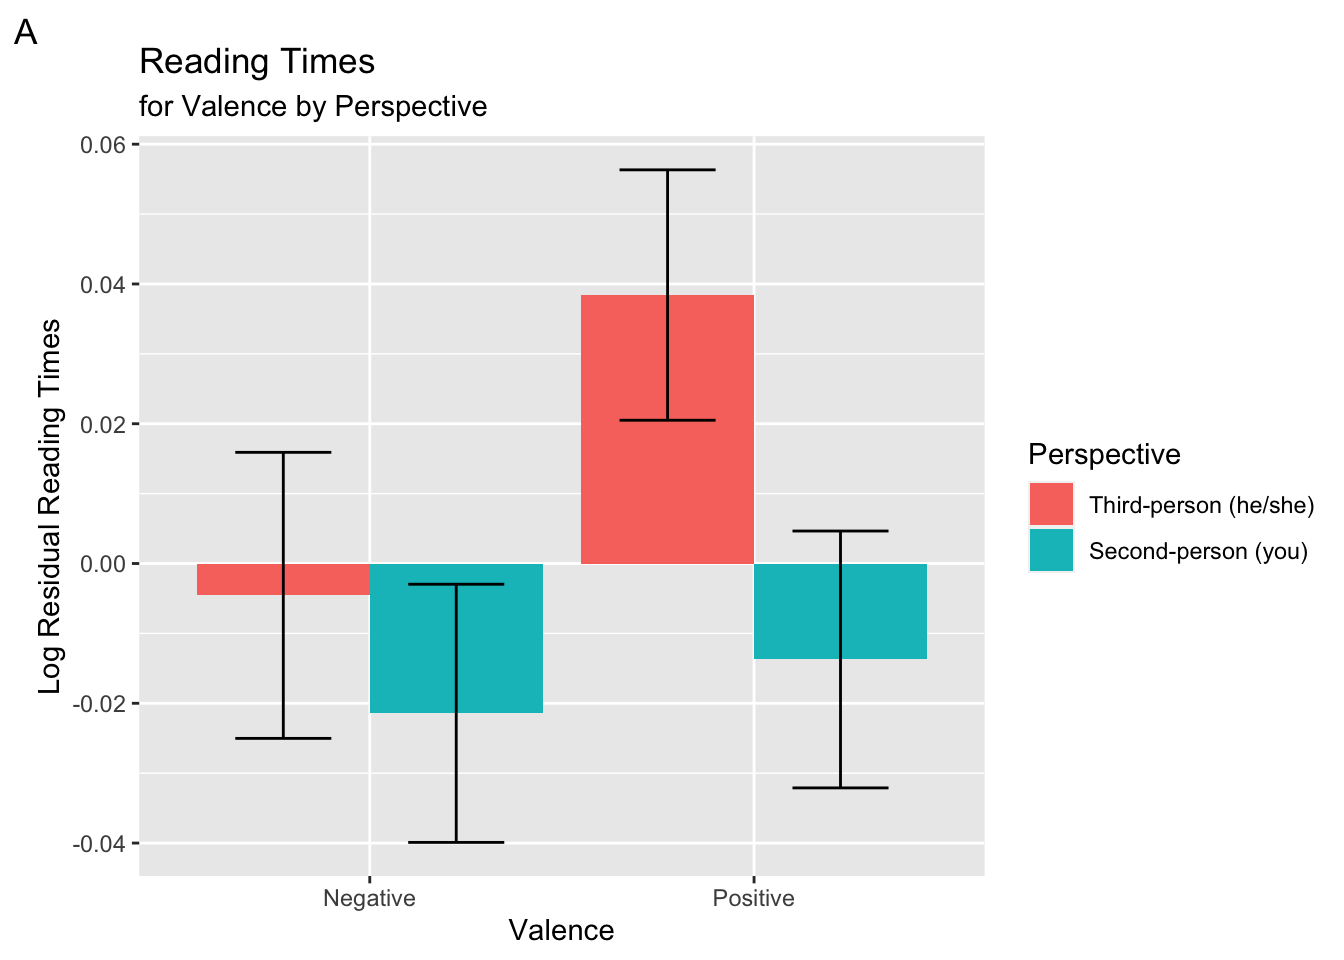 A
Reading Times
for Valence by Perspective
0.06
0.04
0.02
0.00
-0.02
-0.04
Log Residual Reading Times
Negative
Positive
Valence
Perspective
Third-person (he/she)
Second-person (you)